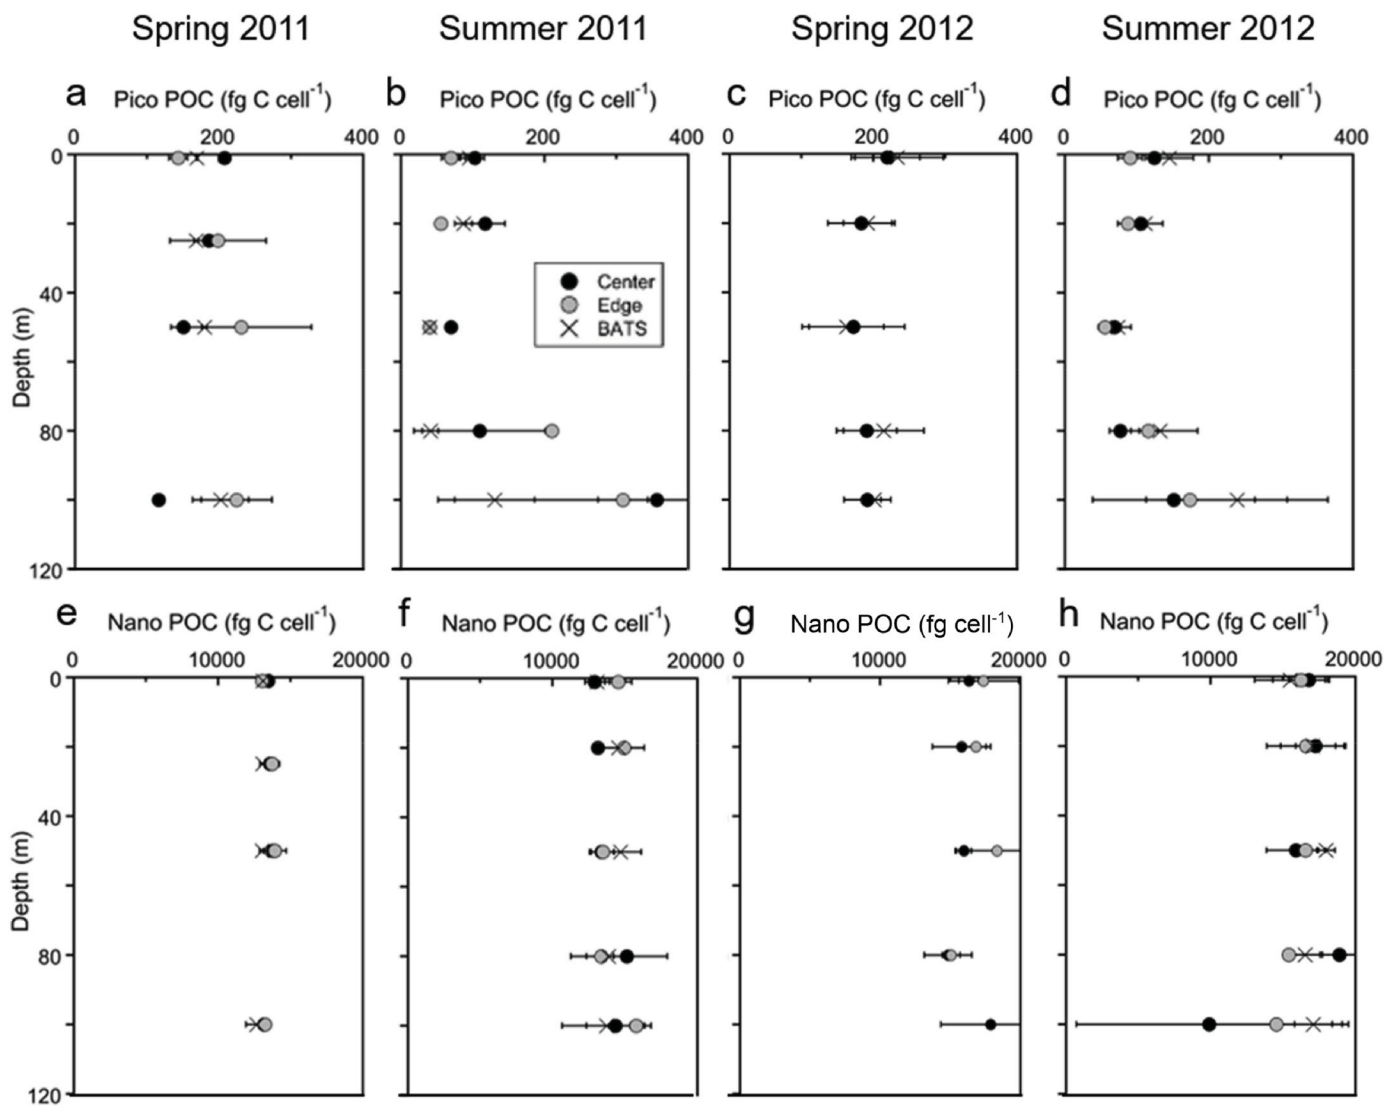 Spring 2011 Summer 2011 Spring 2012 Summer 2012
a Pico POC (fg C cell⁻¹) b Pico POC (fg C cell⁻¹) c Pico POC (fg C cell⁻¹) d Pico POC (fg C cell⁻¹)
0 200 400 0 200 400 0 200 400 0 200 400
0
40
80
120
Depth (m)
Center
Edge
BATS
e Nano POC (fg C cell⁻¹) f Nano POC (fg C cell⁻¹) g Nano POC (fg cell⁻¹) h Nano POC (fg C cell⁻¹)
0 10000 20000 0 10000 20000 0 10000 20000 0 10000 20000
0
40
80
120
Depth (m)